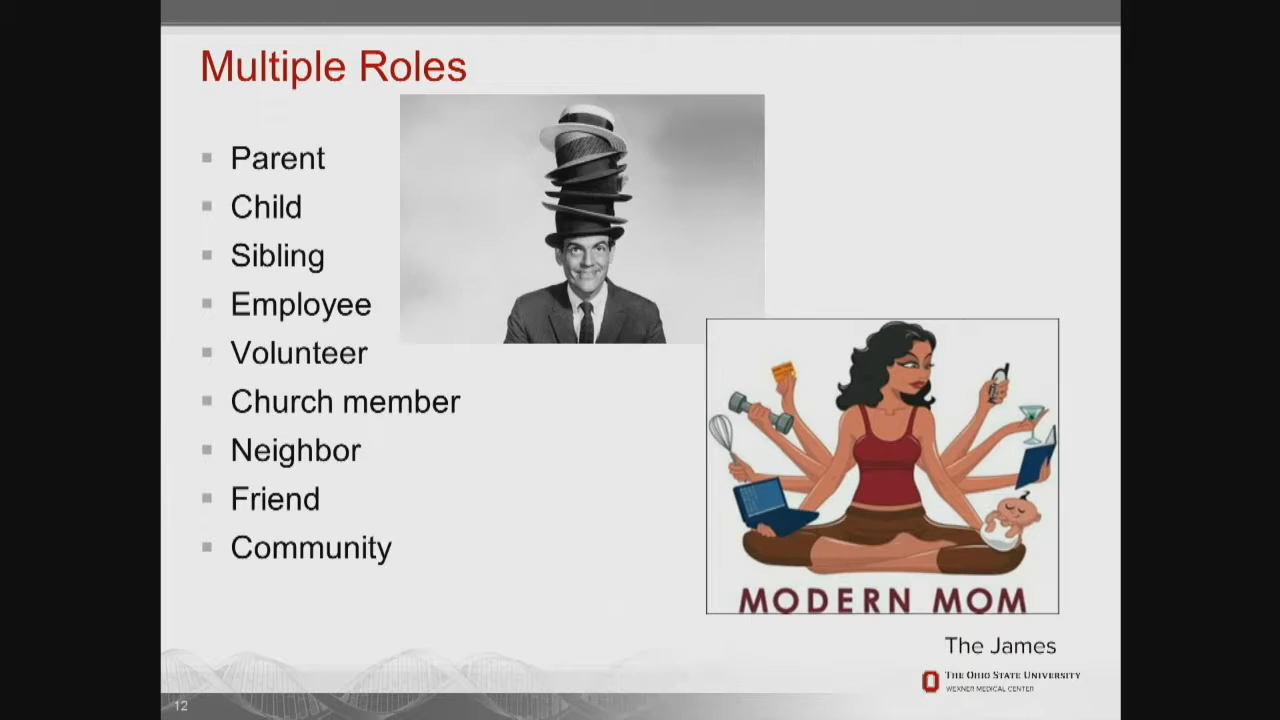 Multiple Roles
Parent
Child
Sibling
Employee
Volunteer
Church member
Neighbor
Friend
Community
MODERN MOM
The James
THE OHIO STATE UNIVERSITY
WEXNER MEDICAL CENTER
12